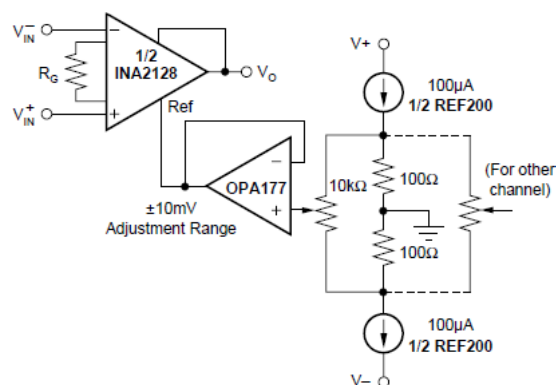 V−IN
RG
V+IN
−
1/2
INA2128
+
Ref
VO
−
OPA177
+
±10mV
Adjustment Range
V+
100µA
1/2 REF200
10kΩ
100Ω
100Ω
(For other
channel)
100µA
1/2 REF200
V−